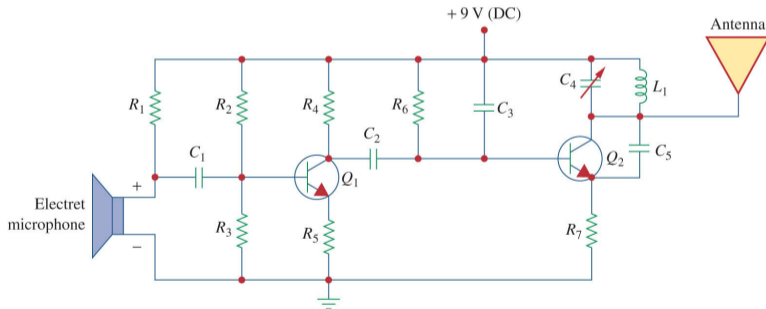 + 9 V (DC)
Antenna
R₁
R₂
R₄
R₆
C₃
C₄
L₁
C₁
C₂
Q₁
Q₂
C₅
+
Electret
microphone
−
R₃
R₅
R₇